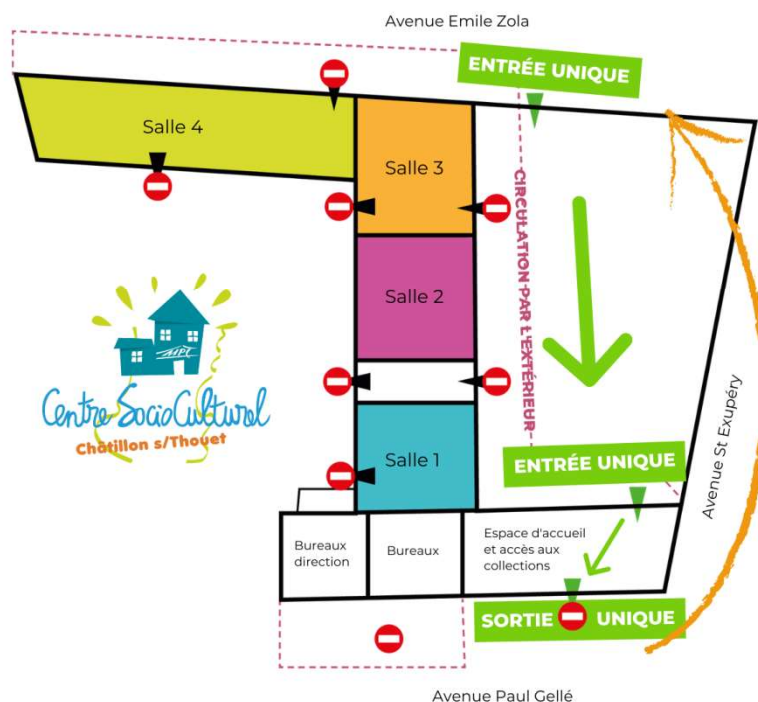 Avenue Emile Zola
ENTRÉE UNIQUE
Salle 4
Salle 3
CIRCULATION PAR L'EXTÉRIEUR
Salle 2
Centre SocioCulturel
Châtillon s/Thouet
Salle 1
ENTRÉE UNIQUE
Avenue St Exupéry
Bureaux
direction
Bureaux
Espace d'accueil
et accès aux
collections
SORTIE UNIQUE
Avenue Paul Gellé